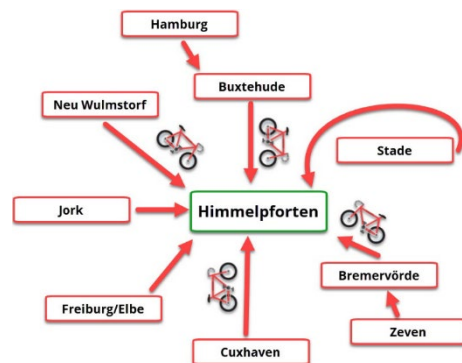 Hamburg
Buxtehude
Neu Wulmstorf
Stade
Jork
Himmelpforten
Bremervörde
Freiburg/Elbe
Zeven
Cuxhaven